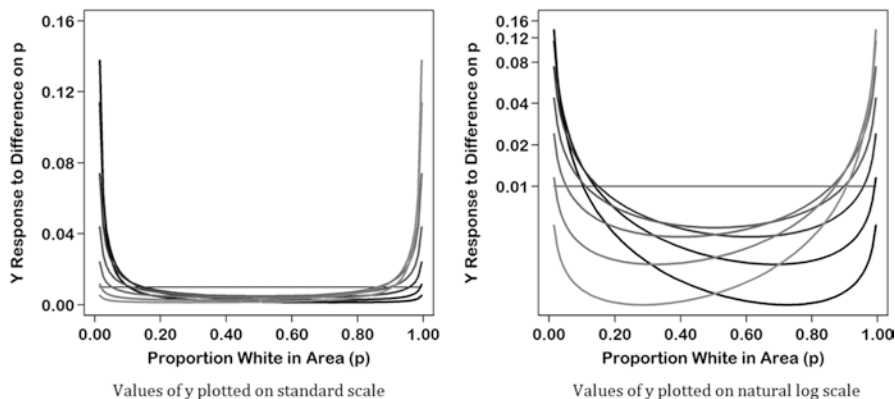 Y Response to Difference on p
0.16
0.12
0.08
0.04
0.00
0.00 0.20 0.40 0.60 0.80 1.00
Proportion White in Area (p)
Values of y plotted on standard scale
Y Response to Difference on p
0.16
0.12
0.08
0.04
0.02
0.01
0.00 0.20 0.40 0.60 0.80 1.00
Proportion White in Area (p)
Values of y plotted on natural log scale